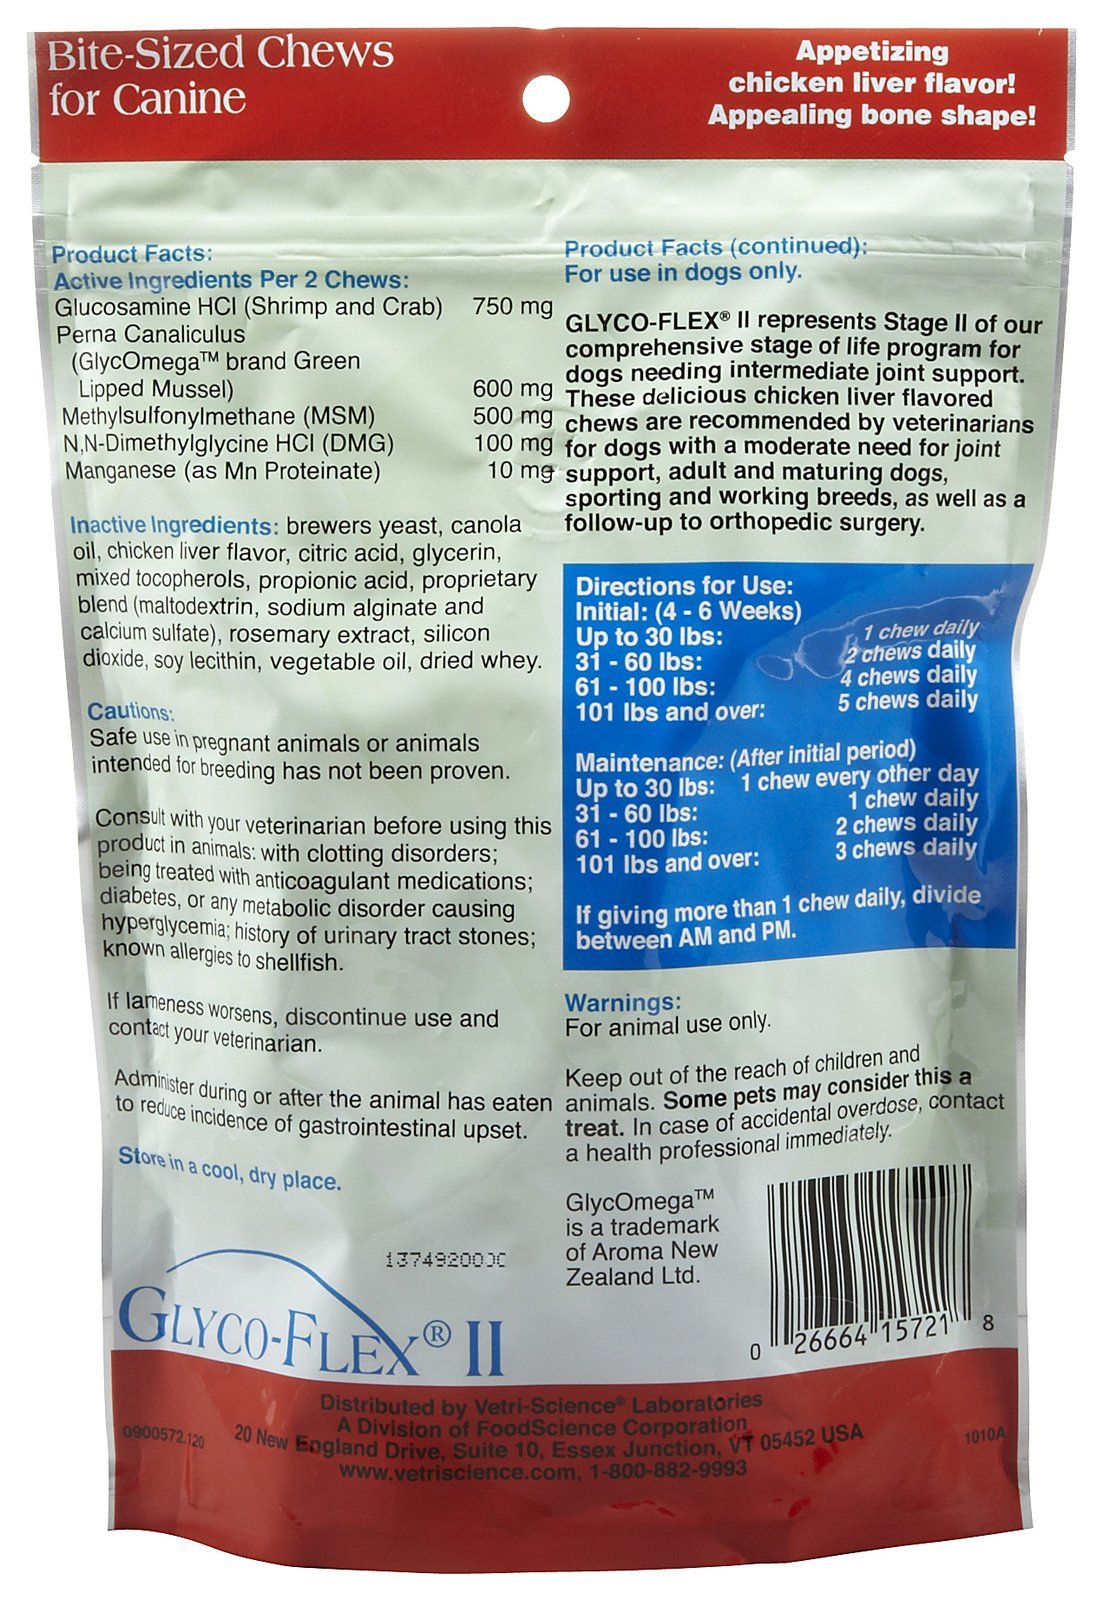 Bite-Sized Chews
for Canine
Appetizing
chicken liver flavor!
Appealing bone shape!
Product Facts:
Active Ingredients Per 2 Chews:
Glucosamine HCl (Shrimp and Crab) 750 mg
Perna Canaliculus
(GlycOmega™ brand Green
Lipped Mussel) 600 mg
Methylsulfonylmethane (MSM) 500 mg
N,N-Dimethylglycine HCl (DMG) 100 mg
Manganese (as Mn Proteinate) 10 mg
Inactive Ingredients: brewers yeast, canola
oil, chicken liver flavor, citric acid, glycerin,
mixed tocopherols, propionic acid, proprietary
blend (maltodextrin, sodium alginate and
calcium sulfate), rosemary extract, silicon
dioxide, soy lecithin, vegetable oil, dried whey.
Cautions:
Safe use in pregnant animals or animals
intended for breeding has not been proven.
Consult with your veterinarian before using this
product in animals: with clotting disorders;
being treated with anticoagulant medications;
diabetes, or any metabolic disorder causing
hyperglycemia; history of urinary tract stones;
known allergies to shellfish.
If lameness worsens, discontinue use and
contact your veterinarian.
Administer during or after the animal has eaten
to reduce incidence of gastrointestinal upset.
Store in a cool, dry place.
Product Facts (continued):
For use in dogs only.
GLYCO-FLEX® II represents Stage II of our
comprehensive stage of life program for
dogs needing intermediate joint support.
These delicious chicken liver flavored
chews are recommended by veterinarians
for dogs with a moderate need for joint
support, adult and maturing dogs,
sporting and working breeds, as well as a
follow-up to orthopedic surgery.
Directions for Use:
Initial: (4 - 6 Weeks)
Up to 30 lbs: 1 chew daily
31 - 60 lbs: 2 chews daily
61 - 100 lbs: 4 chews daily
101 lbs and over: 5 chews daily
Maintenance: (After initial period)
Up to 30 lbs: 1 chew every other day
31 - 60 lbs: 1 chew daily
61 - 100 lbs: 2 chews daily
101 lbs and over: 3 chews daily
If giving more than 1 chew daily, divide
between AM and PM.
Warnings:
For animal use only.
Keep out of the reach of children and
animals. Some pets may consider this a
treat. In case of accidental overdose, contact
a health professional immediately.
GlycOmega™
is a trademark
of Aroma New
Zealand Ltd.
0 26664 15721 8
GLYCO-FLEX® II
Distributed by Vetri-Science® Laboratories
A Division of FoodScience Corporation
20 New England Drive, Suite 10, Essex Junction, VT 05452 USA
www.vetriscience.com, 1-800-882-9993
0900572.120
1010A